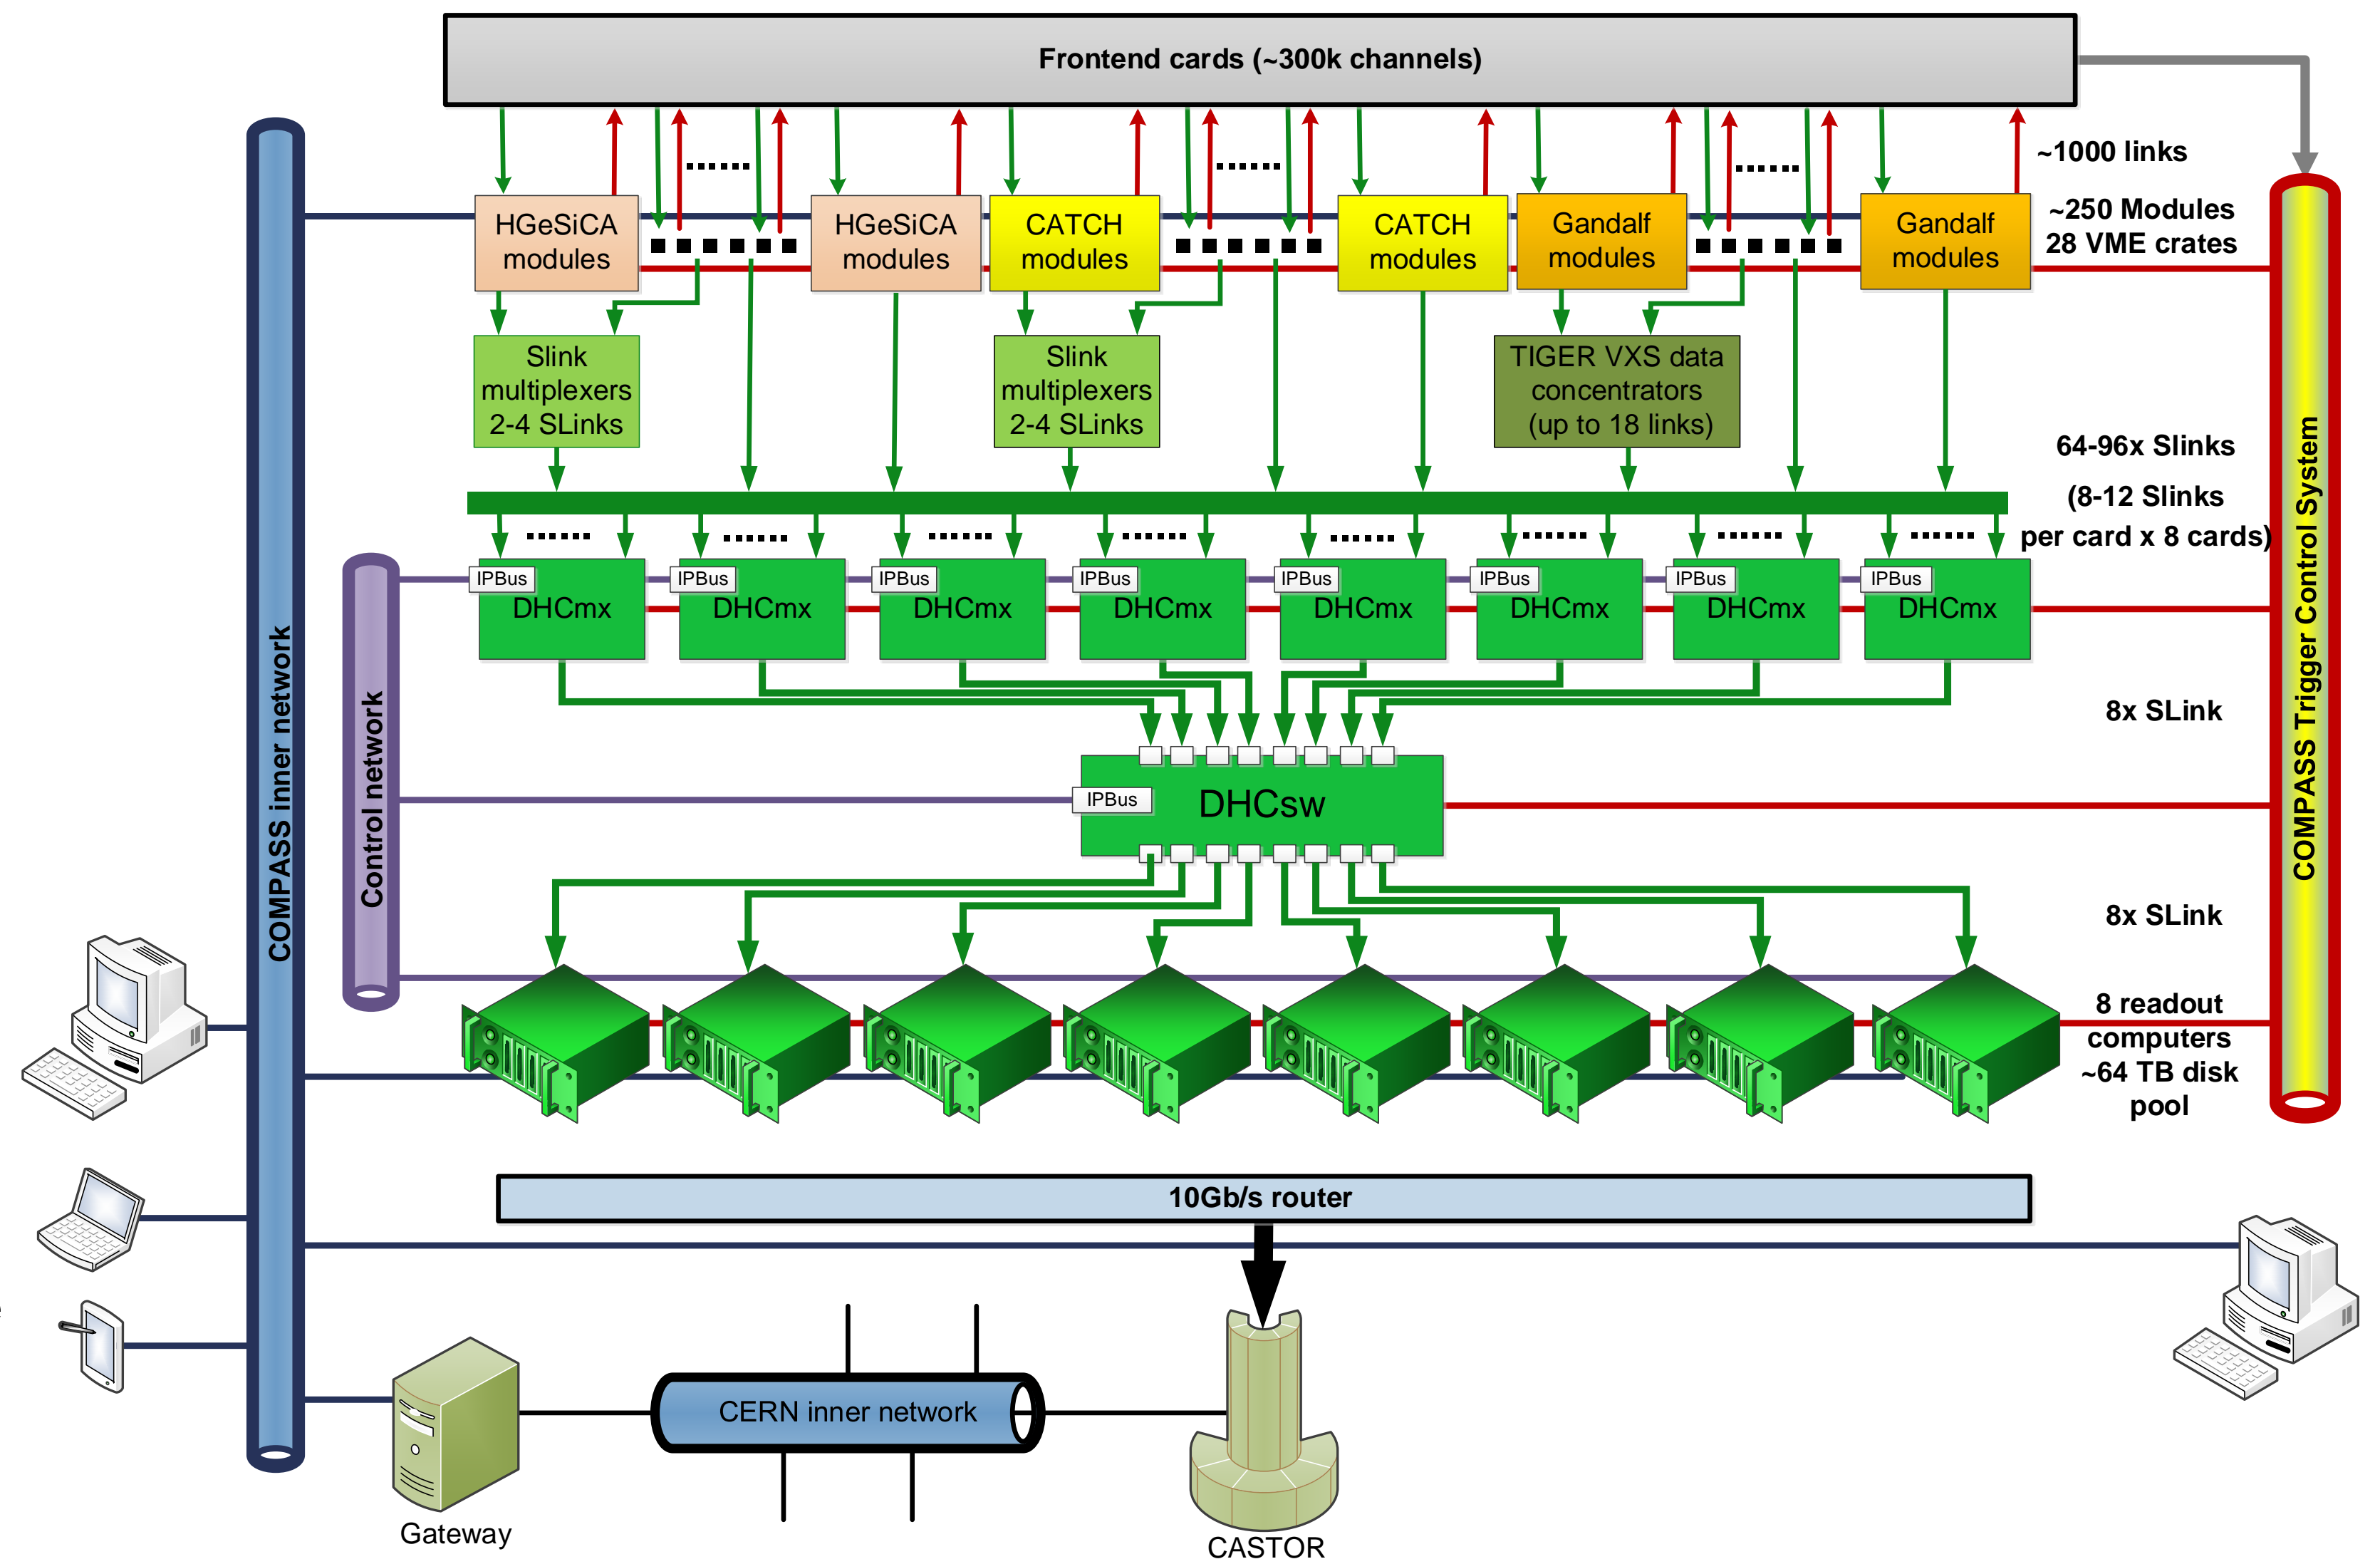 Frontend cards (~300k channels)
~1000 links
HGeSiCA
modules
HGeSiCA
modules
CATCH
modules
CATCH
modules
Gandalf
modules
Gandalf
modules
~250 Modules
28 VME crates
Slink
multiplexers
2-4 SLinks
Slink
multiplexers
2-4 SLinks
TIGER VXS data
concentrators
(up to 18 links)
64-96x Slinks
(8-12 Slinks
per card x 8 cards)
IPBus
DHCmx
IPBus
DHCmx
IPBus
DHCmx
IPBus
DHCmx
IPBus
DHCmx
IPBus
DHCmx
IPBus
DHCmx
IPBus
DHCmx
COMPASS inner network
Control network
COMPASS Trigger Control System
8x SLink
IPBus
DHCsw
8x SLink
8 readout
computers
~64 TB disk
pool
10Gb/s router
CERN inner network
Gateway
CASTOR